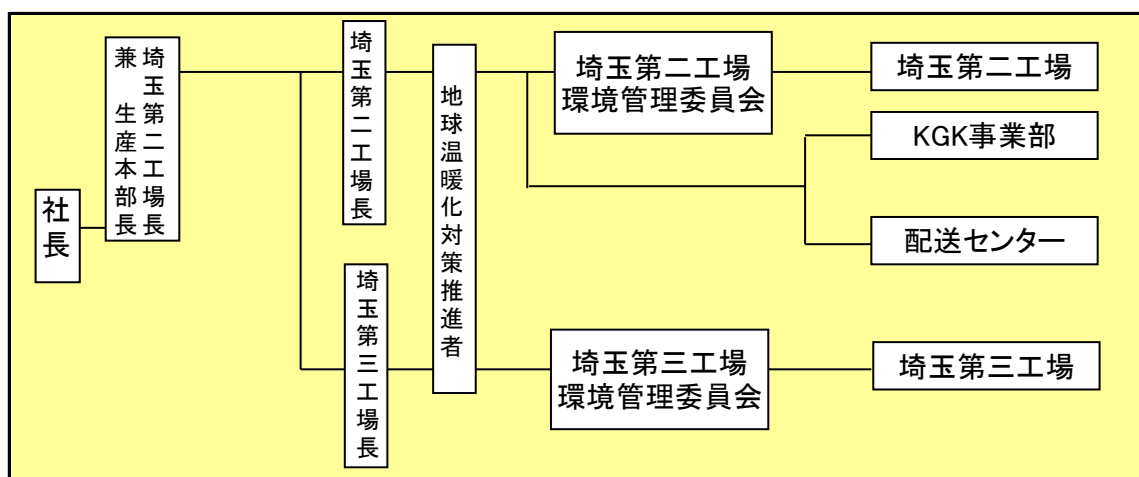 社長
埼玉第二工場長
兼 生産本部長
埼玉第二工場長
埼玉第三工場長
地球温暖化対策推進者
埼玉第二工場
環境管理委員会
埼玉第三工場
環境管理委員会
埼玉第二工場
KGK事業部
配送センター
埼玉第三工場